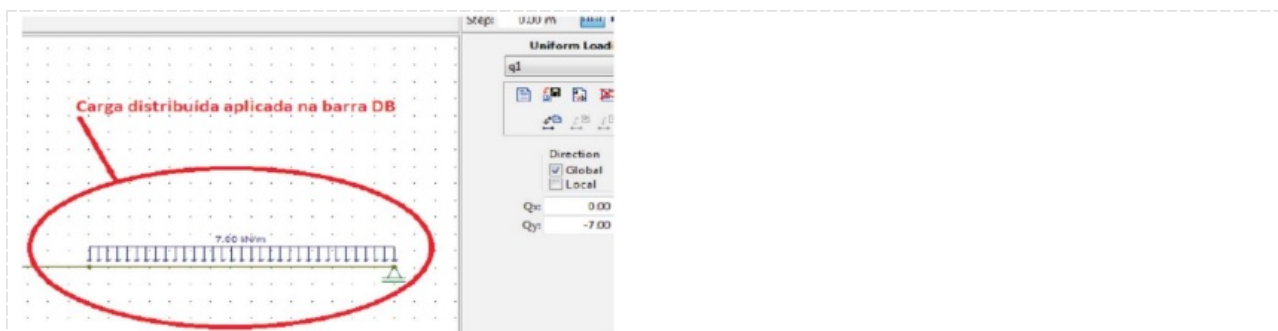 Step: 0.00 m
Uniform Load
q1
Carga distribuída aplicada na barra DB
Direction
Global
Local
Qx: 0.00
Qy: -7.00
7.00 kN/m